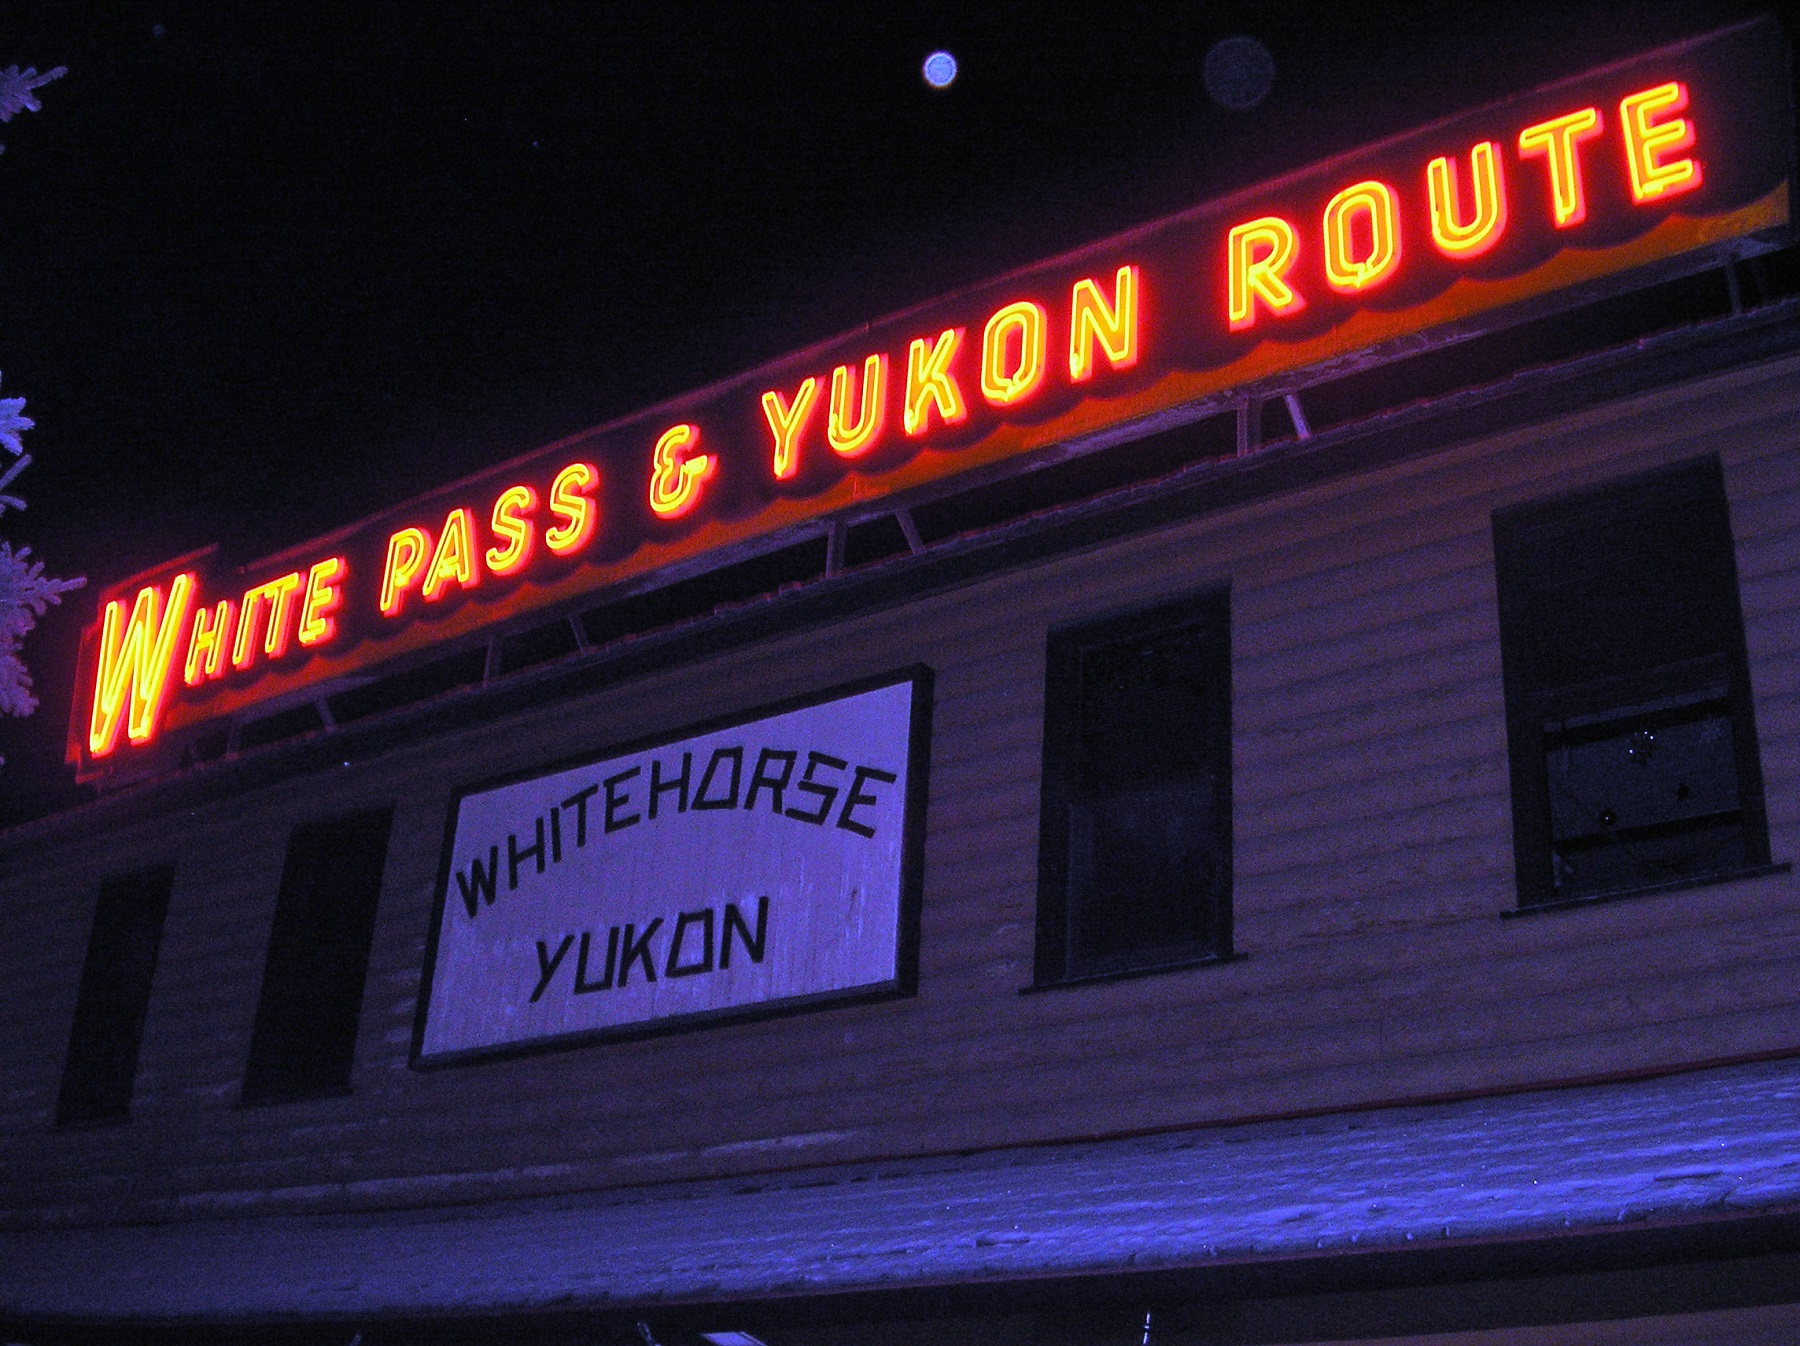 WHITE PASS & YUKON ROUTE
WHITEHORSE
YUKON